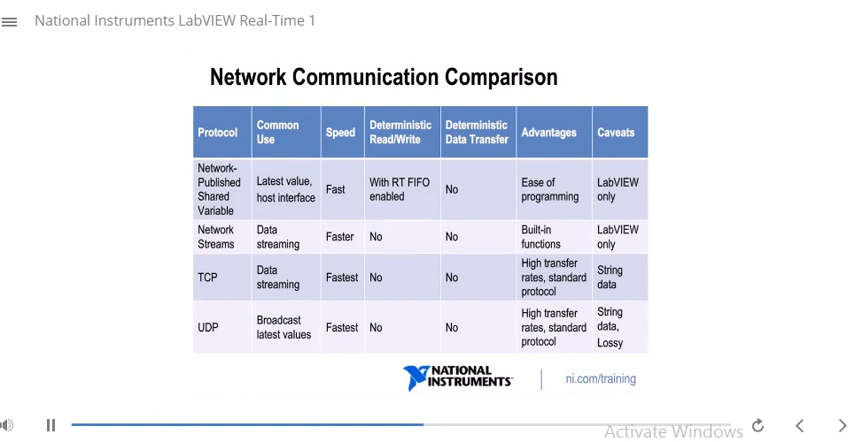 National Instruments LabVIEW Real-Time 1
Network Communication Comparison
Protocol
Common
Use
Speed
Deterministic
Read/Write
Deterministic
Data Transfer
Advantages
Caveats
Network-
Published
Shared
Variable
Latest value,
host interface
Fast
With RT FIFO
enabled
No
Ease of
programming
LabVIEW
only
Network
Streams
Data
streaming
Faster
No
No
Built-in
functions
LabVIEW
only
TCP
Data
streaming
Fastest
No
No
High transfer
rates, standard
protocol
String
data
UDP
Broadcast
latest values
Fastest
No
No
High transfer
rates, standard
protocol
String
data,
Lossy
NATIONAL
INSTRUMENTS
ni.com/training
Activate Windows